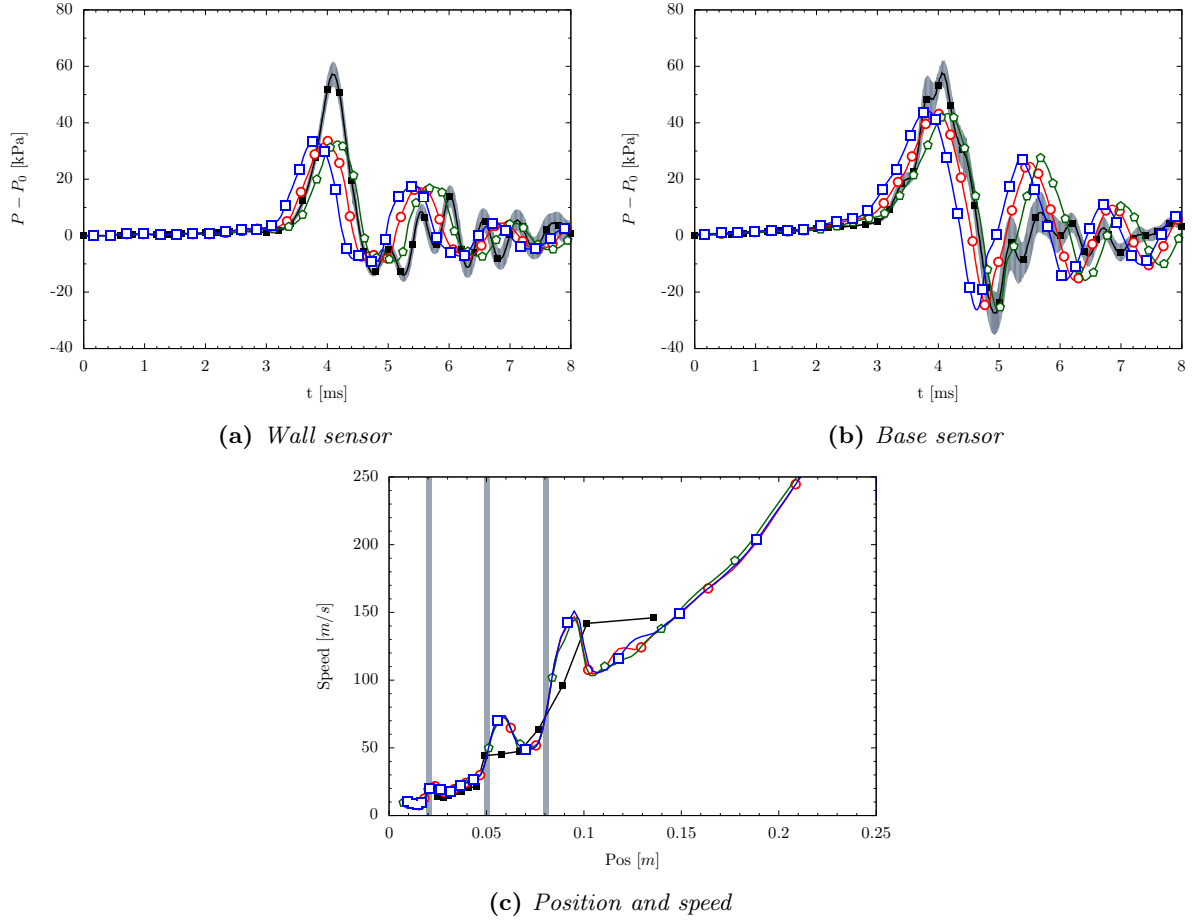 80
60
40
20
0
-20
-40
P − P₀ [kPa]
0 1 2 3 4 5 6 7 8
t [ms]
(a) Wall sensor
80
60
40
20
0
-20
-40
P − P₀ [kPa]
0 1 2 3 4 5 6 7 8
t [ms]
(b) Base sensor
250
200
150
100
50
0
Speed [m/s]
0 0.05 0.1 0.15 0.2 0.25
Pos [m]
(c) Position and speed